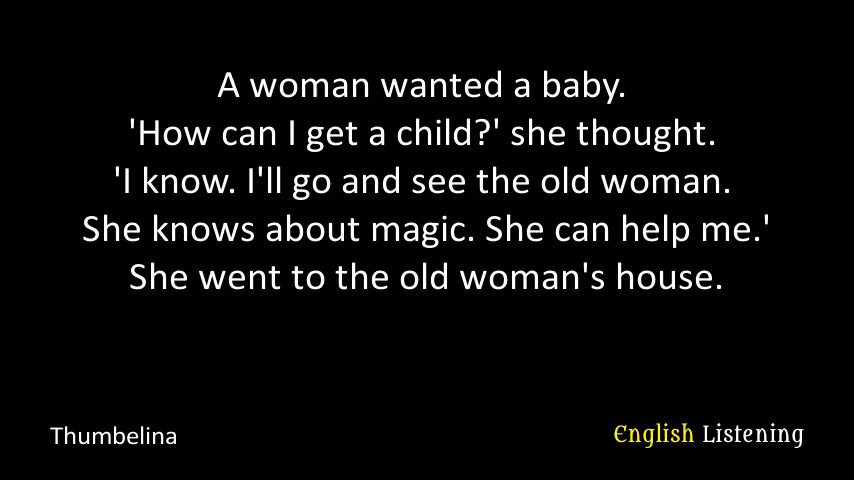 A woman wanted a baby.
'How can I get a child?' she thought.
'I know. I'll go and see the old woman.
She knows about magic. She can help me.'
She went to the old woman's house.
Thumbelina
English Listening